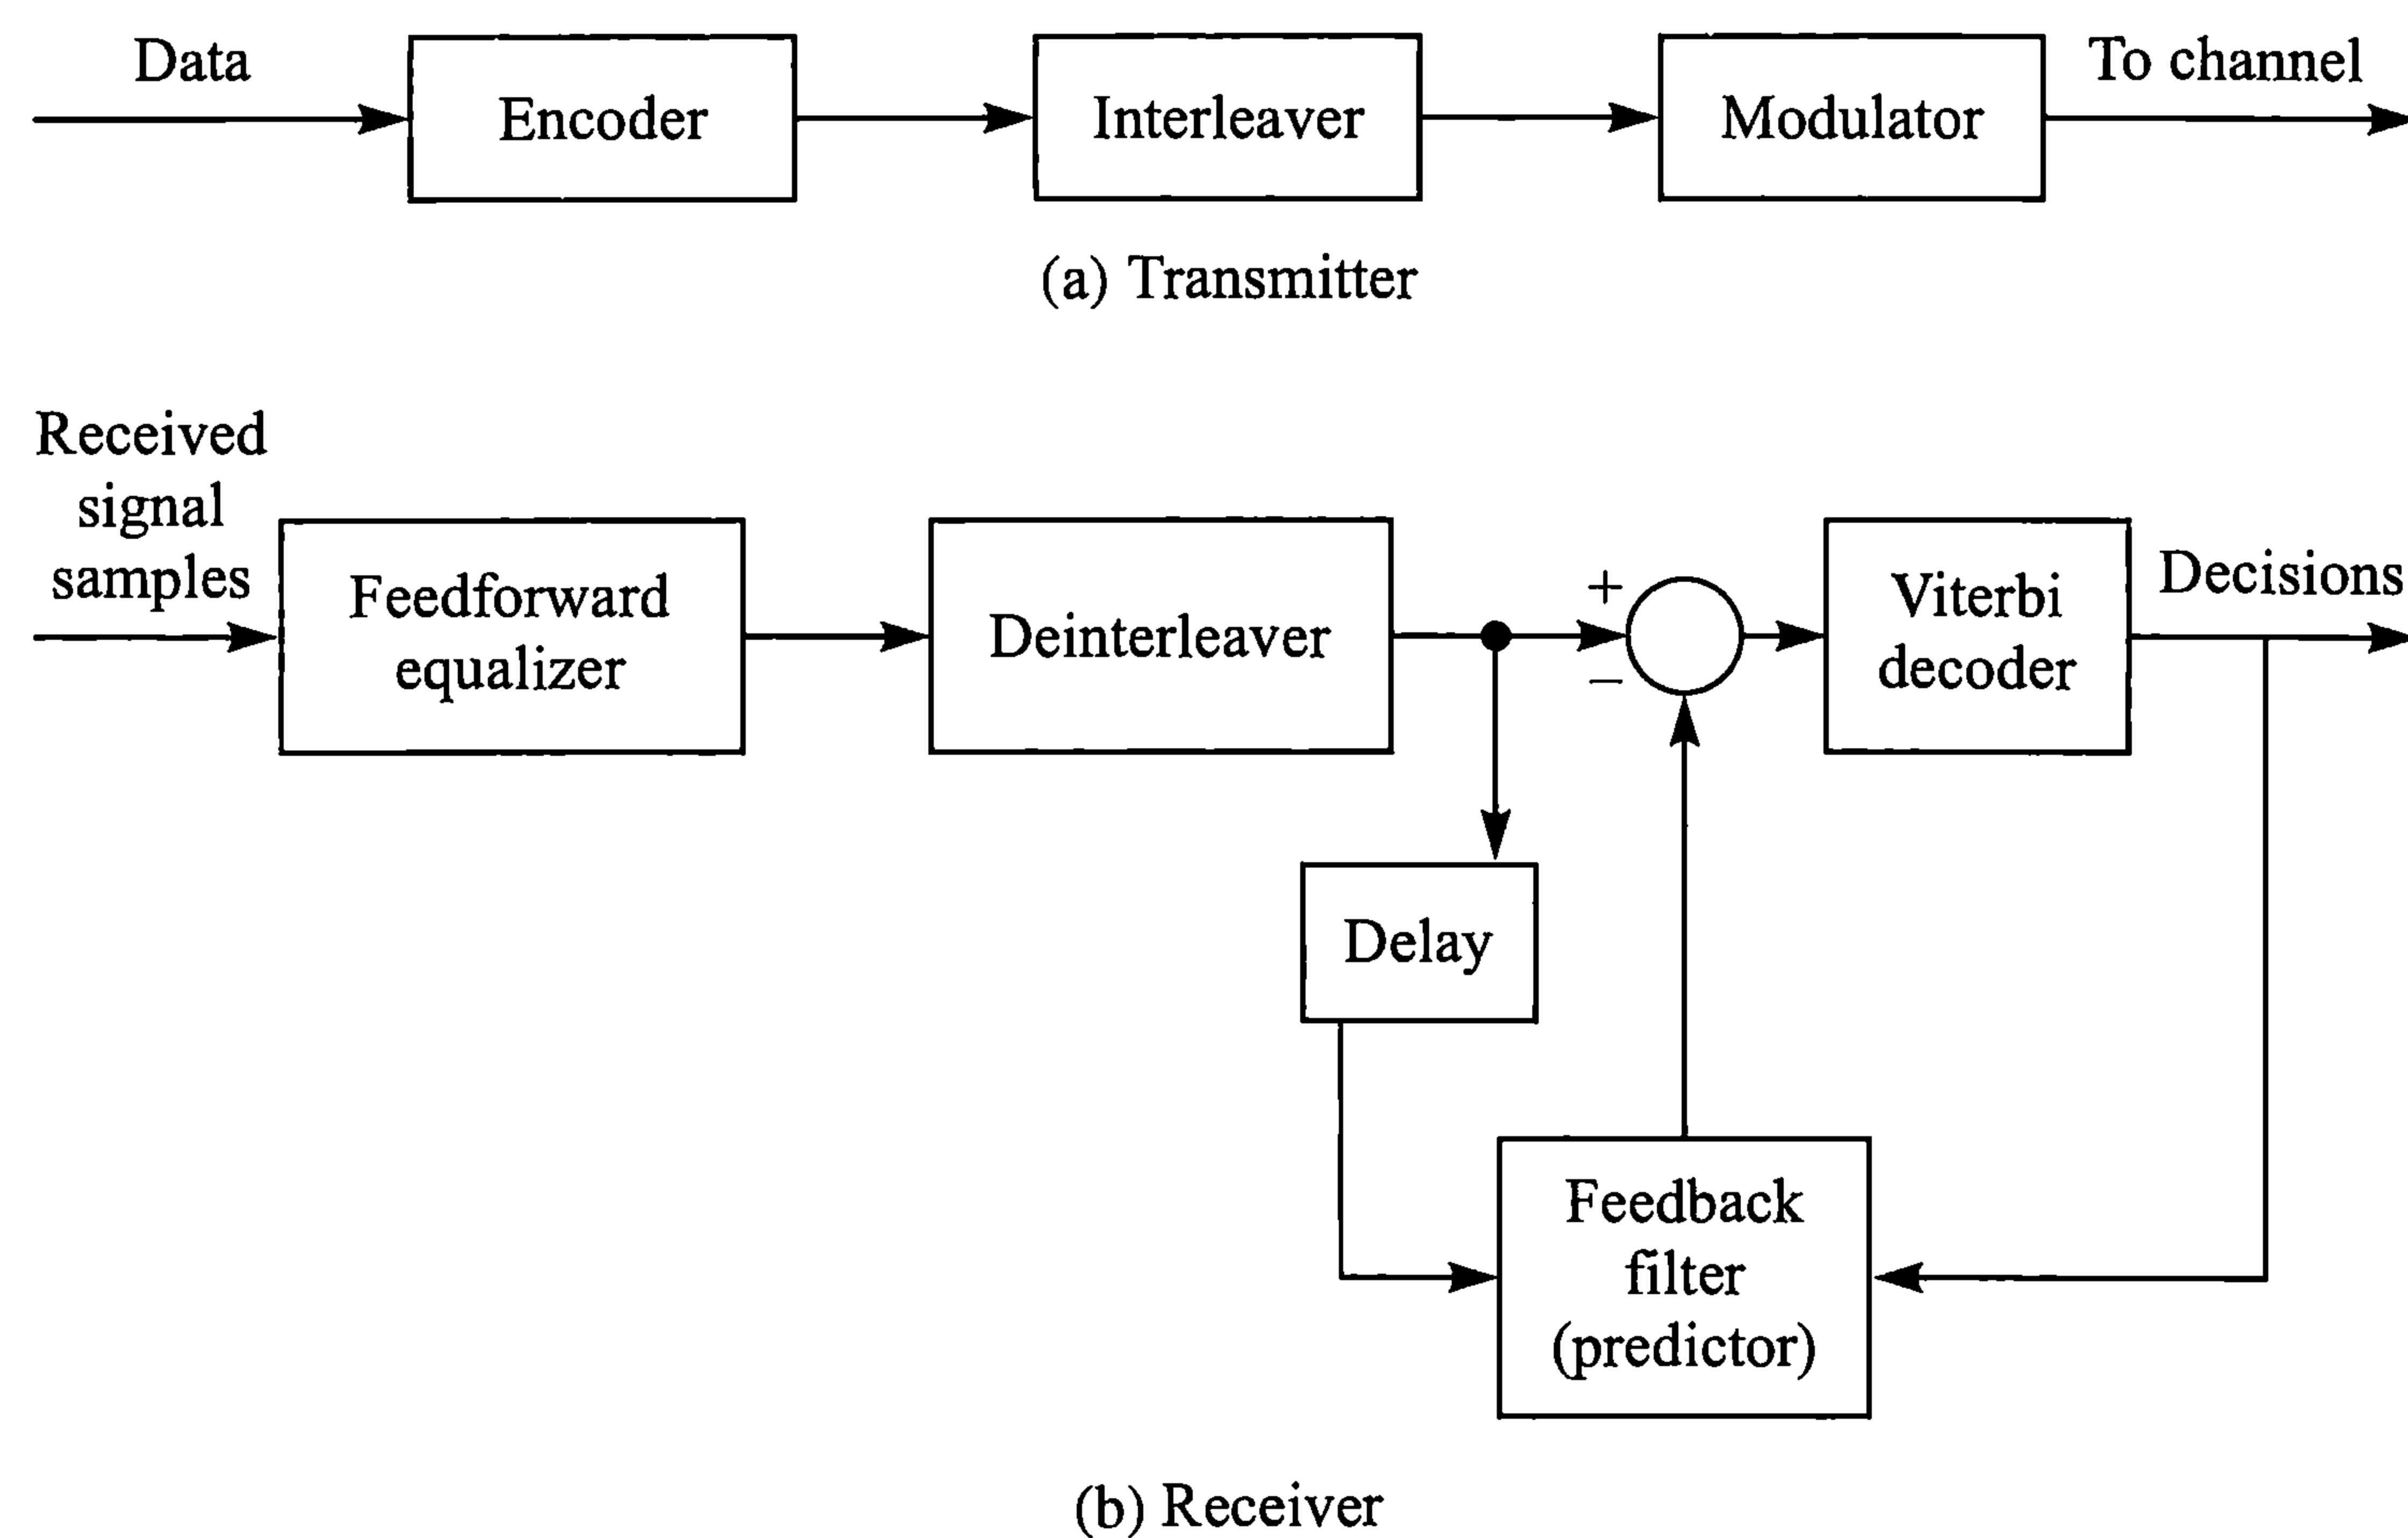 Data
Encoder
Interleaver
Modulator
To channel
(a) Transmitter
Received
signal
samples
Feedforward
equalizer
Deinterleaver
+
−
Viterbi
decoder
Decisions
Delay
Feedback
filter
(predictor)
(b) Receiver